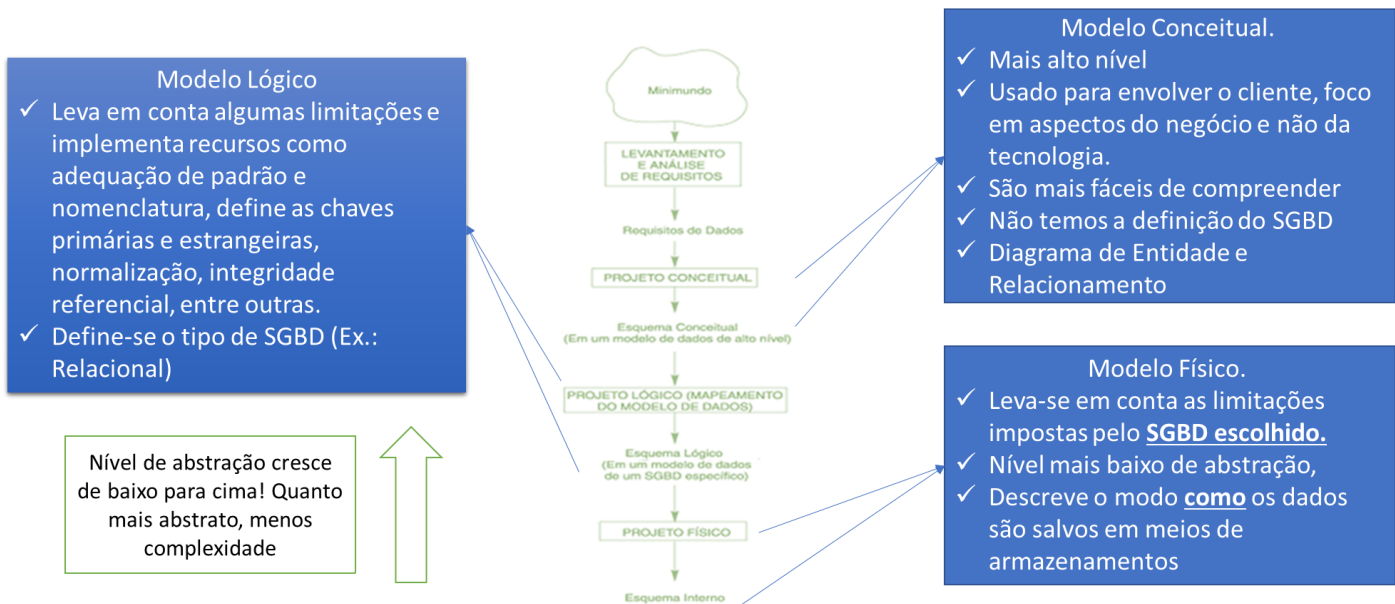 Modelo Lógico
✓ Leva em conta algumas limitações e
implementa recursos como
adequação de padrão e
nomenclatura, define as chaves
primárias e estrangeiras,
normalização, integridade
referencial, entre outras.
✓ Define-se o tipo de SGBD (Ex.:
Relacional)
Nível de abstração cresce
de baixo para cima! Quanto
mais abstrato, menos
complexidade
Minimundo
LEVANTAMENTO
E ANÁLISE
DE REQUISITOS
Requisitos de Dados
PROJETO CONCEITUAL
Esquema Conceitual
(Em um modelo de dados de alto nível)
PROJETO LÓGICO (MAPEAMENTO
DO MODELO DE DADOS)
Esquema Lógico
(Em um modelo de dados
de um SGBD específico)
PROJETO FÍSICO
Esquema Interno
Modelo Conceitual.
✓ Mais alto nível
✓ Usado para envolver o cliente, foco
em aspectos do negócio e não da
tecnologia.
✓ São mais fáceis de compreender
✓ Não temos a definição do SGBD
✓ Diagrama de Entidade e
Relacionamento
Modelo Físico.
✓ Leva-se em conta as limitações
impostas pelo SGBD escolhido.
✓ Nível mais baixo de abstração,
✓ Descreve o modo como os dados
são salvos em meios de
armazenamentos